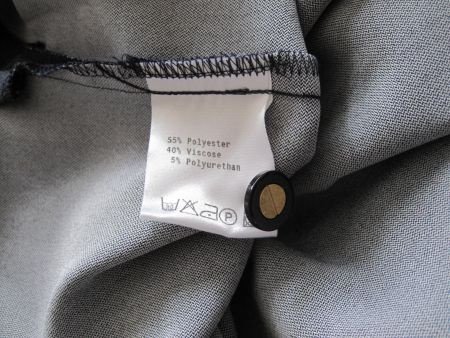 55% Polyester
40% Viscose
5% Polyurethan
P